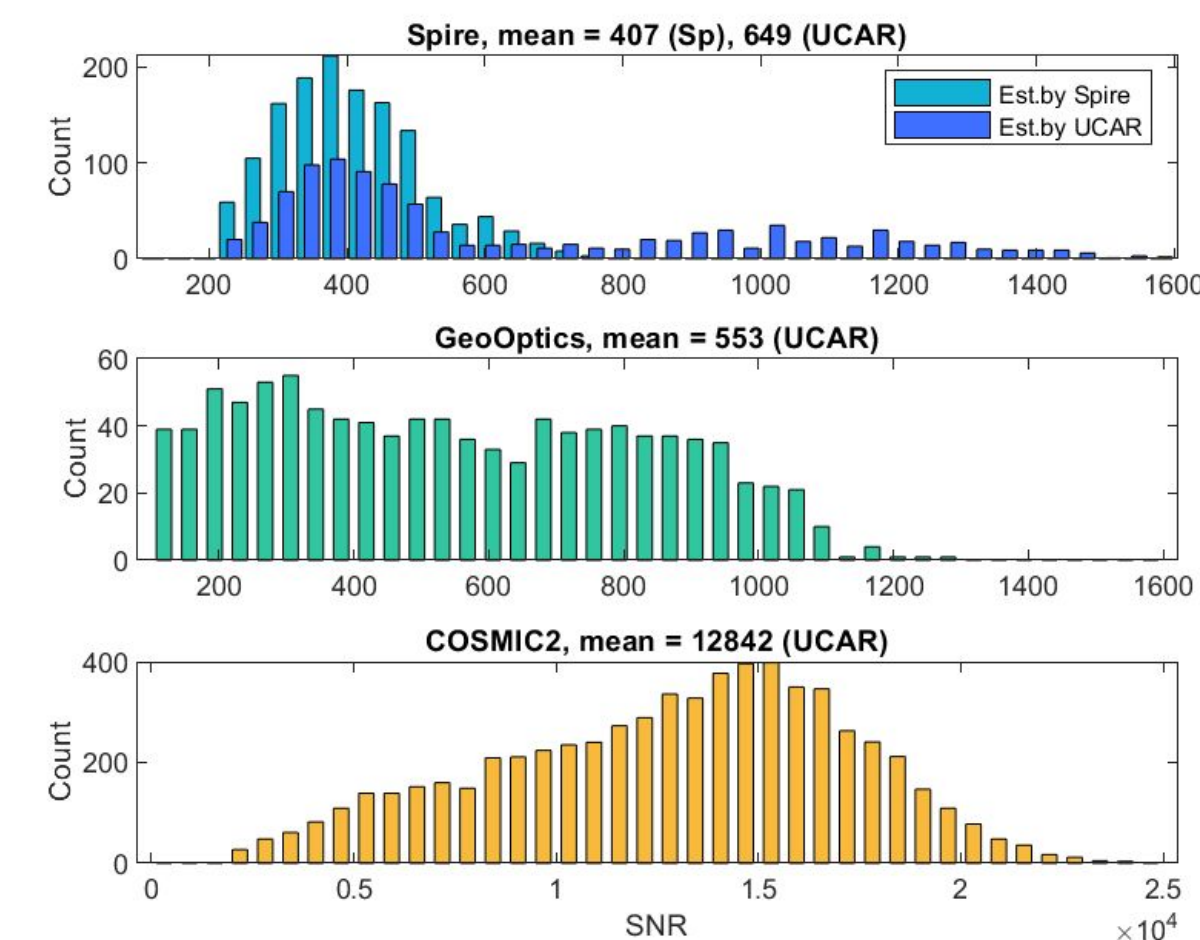 Spire, mean = 407 (Sp), 649 (UCAR)
Count
200
100
0
Est.by Spire
Est.by UCAR
200 400 600 800 1000 1200 1400 1600
GeoOptics, mean = 553 (UCAR)
Count
60
40
20
0
200 400 600 800 1000 1200 1400 1600
COSMIC2, mean = 12842 (UCAR)
Count
400
200
0
0 0.5 1 1.5 2 2.5
SNR
×10⁴